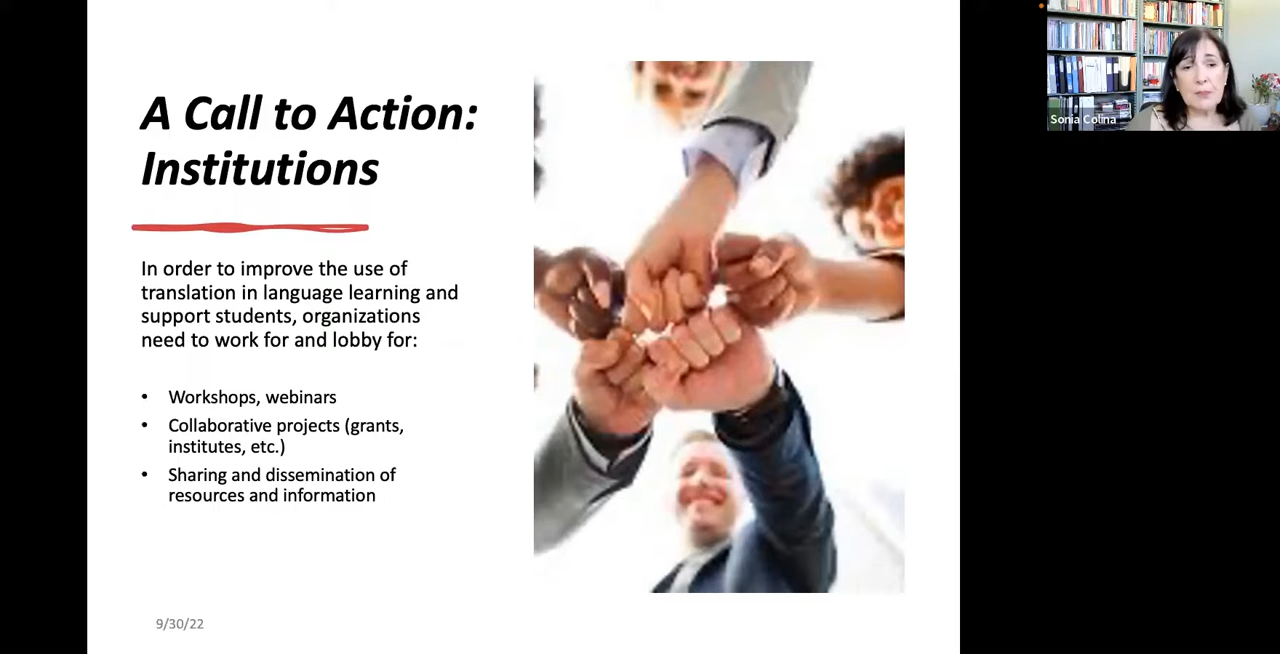 A Call to Action:
Institutions
In order to improve the use of
translation in language learning and
support students, organizations
need to work for and lobby for:
• Workshops, webinars
• Collaborative projects (grants,
institutes, etc.)
• Sharing and dissemination of
resources and information
9/30/22
Sonia Colina